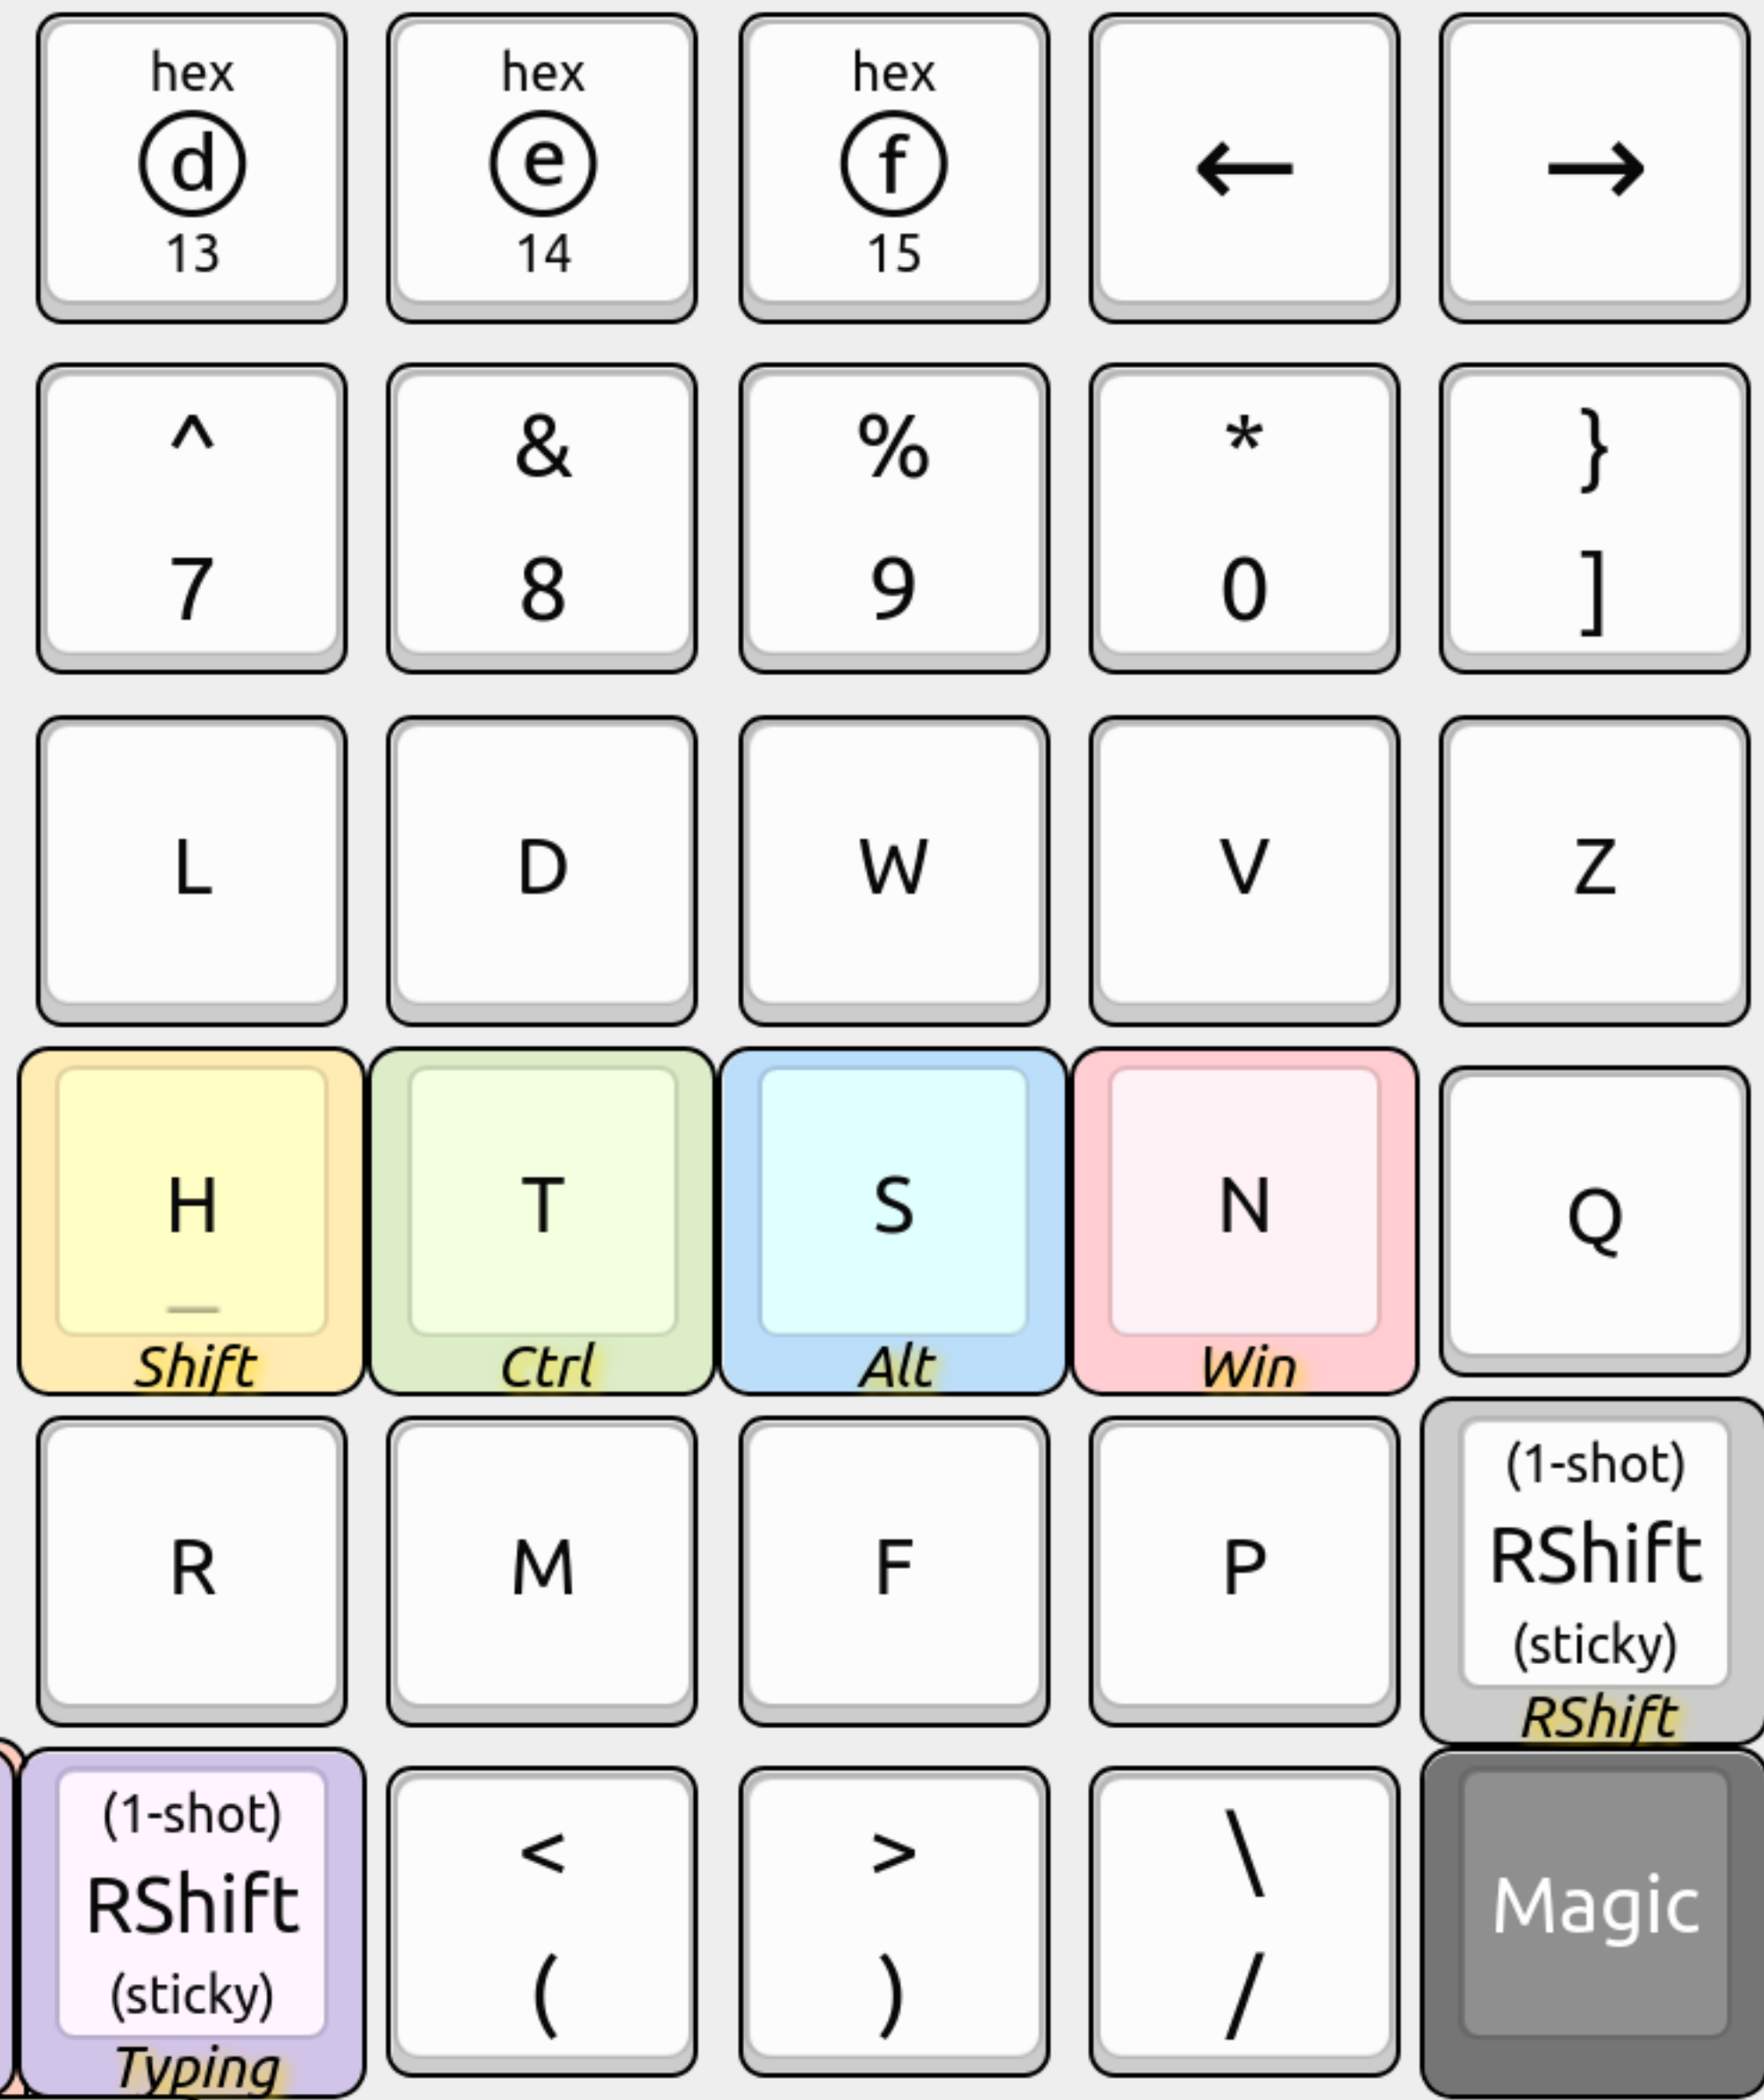 hex hex hex ← →
ⓓ ⓔ ⓕ
13 14 15
^ & % * }
7 8 9 0 ]
L D W V Z
H T S N Q
_
Shift Ctrl Alt Win
R M F P (1-shot)
RShift
(sticky)
RShift
(1-shot) < > \ Magic
RShift
(sticky) ( ) /
Typing